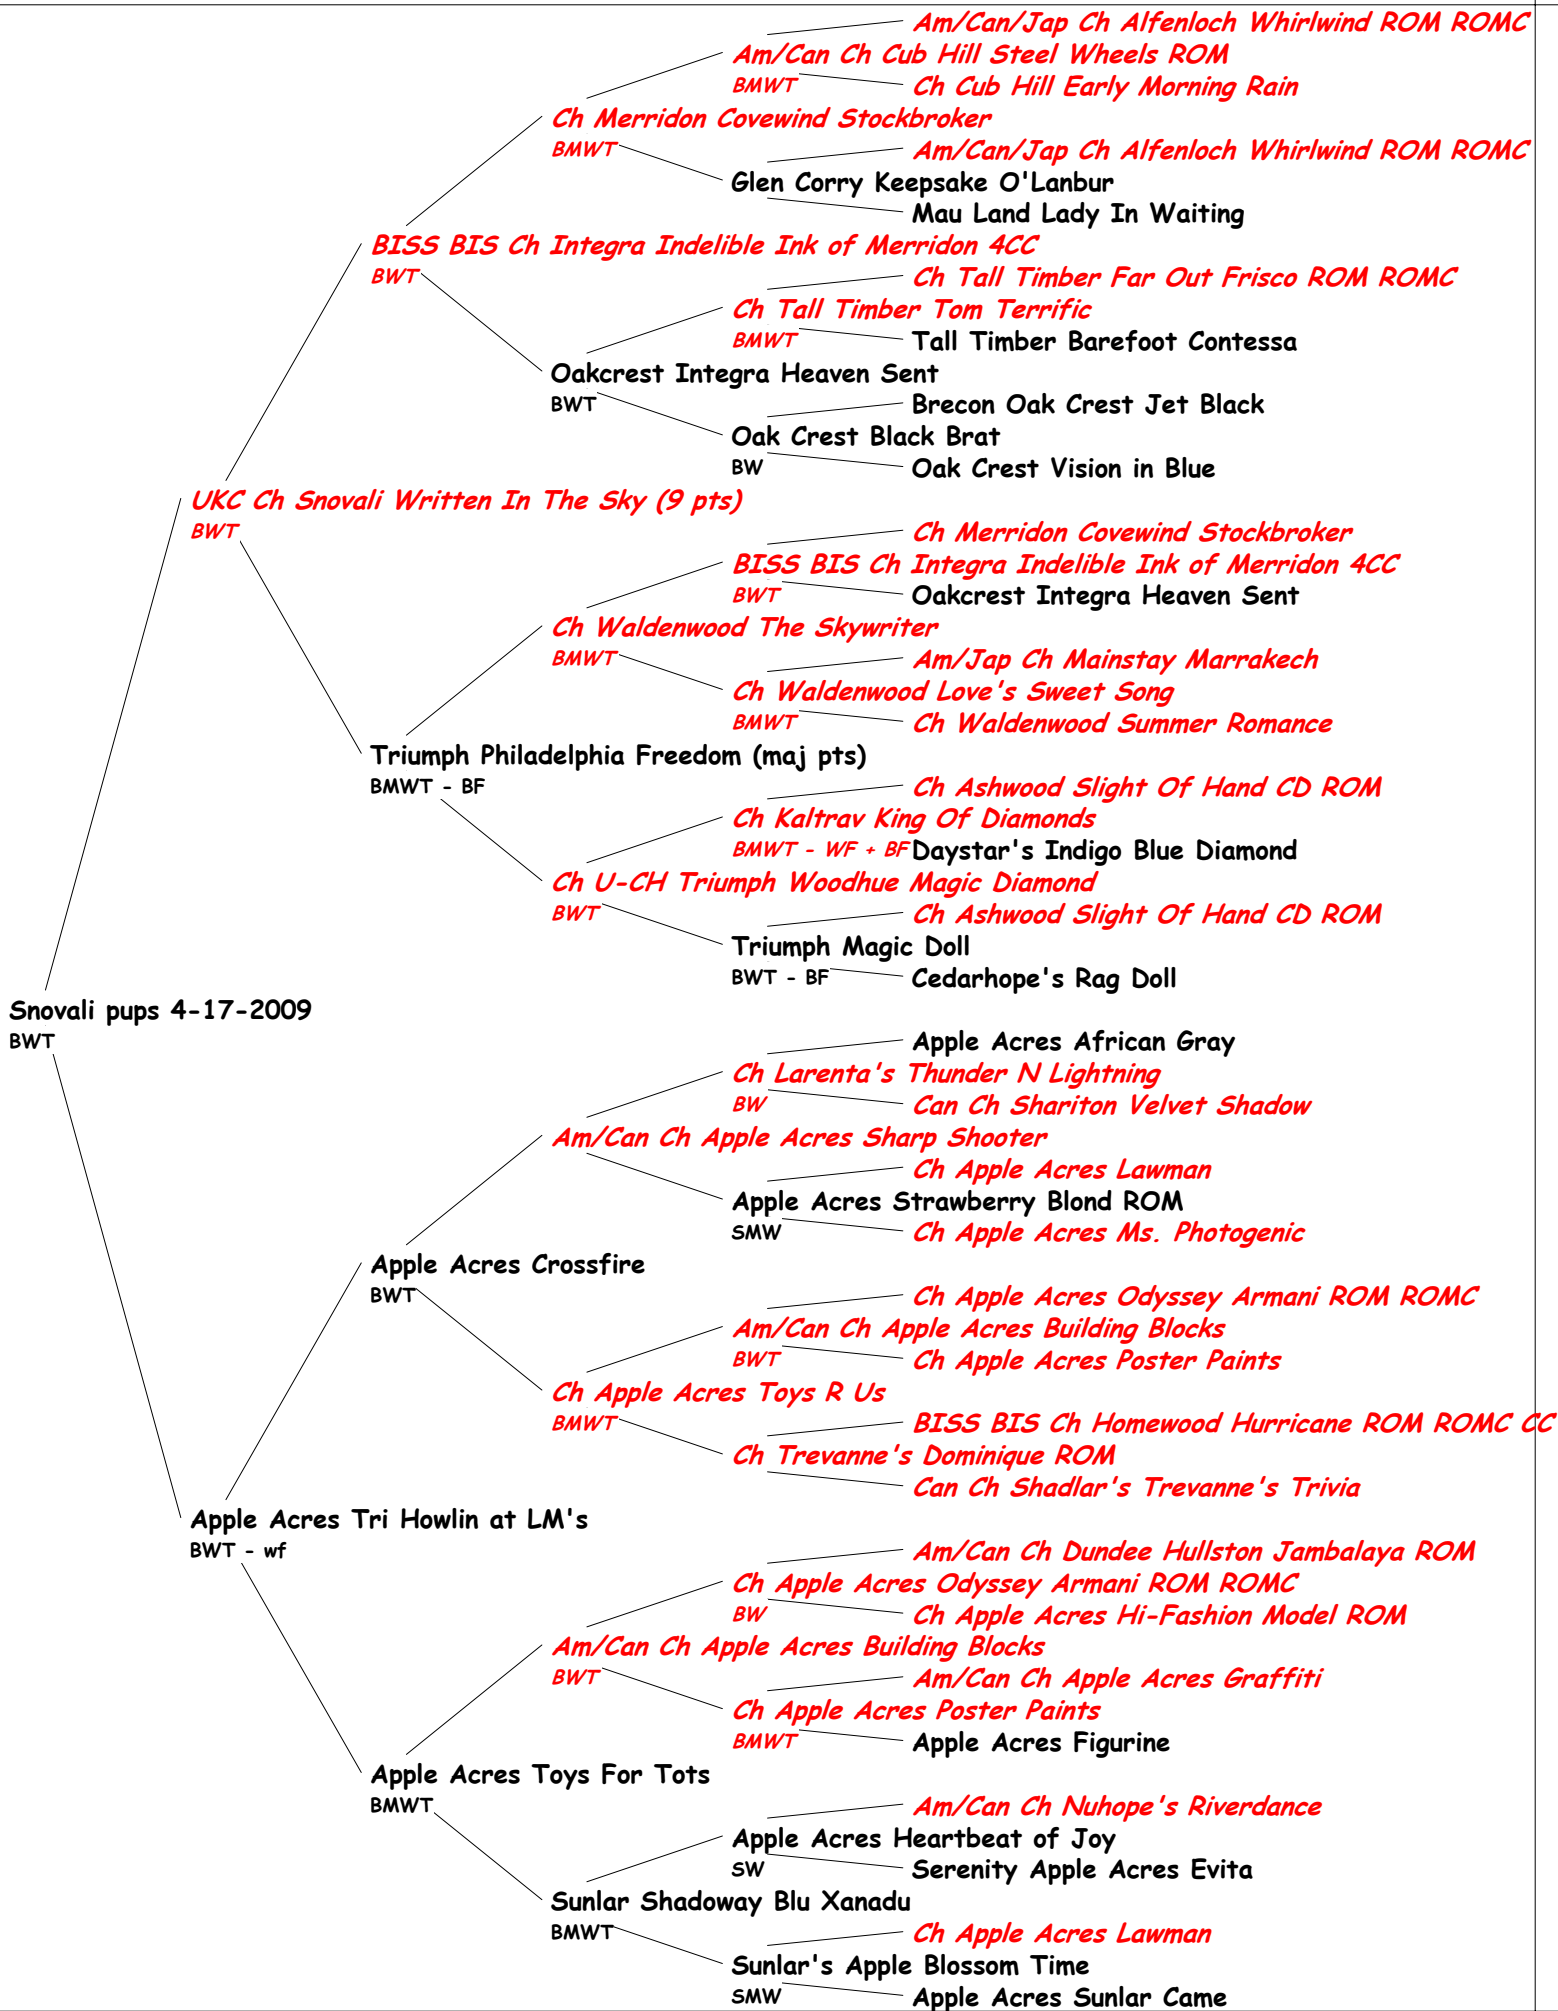 Am/Can/Jap Ch Alfenloch Whirlwind ROM ROMC
Am/Can Ch Cub Hill Steel Wheels ROM
BMWT
Ch Cub Hill Early Morning Rain
Ch Merridon Covewind Stockbroker
BMWT
Am/Can/Jap Ch Alfenloch Whirlwind ROM ROMC
Glen Corry Keepsake O'Lanbur
Mau Land Lady In Waiting
BISS BIS Ch Integra Indelible Ink of Merridon 4CC
BWT
Ch Tall Timber Far Out Frisco ROM ROMC
Ch Tall Timber Tom Terrific
BMWT
Tall Timber Barefoot Contessa
Oakcrest Integra Heaven Sent
BWT
Brecon Oak Crest Jet Black
Oak Crest Black Brat
BW
Oak Crest Vision in Blue
UKC Ch Snovali Written In The Sky (9 pts)
BWT
Ch Merridon Covewind Stockbroker
BISS BIS Ch Integra Indelible Ink of Merridon 4CC
BWT
Oakcrest Integra Heaven Sent
Ch Waldenwood The Skywriter
BMWT
Am/Jap Ch Mainstay Marrakech
Ch Waldenwood Love's Sweet Song
BMWT
Ch Waldenwood Summer Romance
Triumph Philadelphia Freedom (maj pts)
BMWT - BF
Ch Ashwood Slight Of Hand CD ROM
Ch Kaltrav King Of Diamonds
BMWT - WF + BF
Daystar's Indigo Blue Diamond
Ch U-CH Triumph Woodhue Magic Diamond
BWT
Ch Ashwood Slight Of Hand CD ROM
Triumph Magic Doll
BWT - BF
Cedarhope's Rag Doll
Snovali pups 4-17-2009
BWT
Apple Acres African Gray
Ch Larenta's Thunder N Lightning
BW
Can Ch Shariton Velvet Shadow
Am/Can Ch Apple Acres Sharp Shooter
Ch Apple Acres Lawman
Apple Acres Strawberry Blond ROM
SMW
Ch Apple Acres Ms. Photogenic
Apple Acres Crossfire
BWT
Ch Apple Acres Odyssey Armani ROM ROMC
Am/Can Ch Apple Acres Building Blocks
BWT
Ch Apple Acres Poster Paints
Ch Apple Acres Toys R Us
BMWT
BISS BIS Ch Homewood Hurricane ROM ROMC CC
Ch Trevanne's Dominique ROM
Can Ch Shadlar's Trevanne's Trivia
Apple Acres Tri Howlin at LM's
BWT - wf
Am/Can Ch Dundee Hullston Jambalaya ROM
Ch Apple Acres Odyssey Armani ROM ROMC
BW
Ch Apple Acres Hi-Fashion Model ROM
Am/Can Ch Apple Acres Building Blocks
BWT
Am/Can Ch Apple Acres Graffiti
Ch Apple Acres Poster Paints
BMWT
Apple Acres Figurine
Apple Acres Toys For Tots
BMWT
Am/Can Ch Nuhope's Riverdance
Apple Acres Heartbeat of Joy
SW
Serenity Apple Acres Evita
Sunlar Shadoway Blu Xanadu
BMWT
Ch Apple Acres Lawman
Sunlar's Apple Blossom Time
SMW
Apple Acres Sunlar Came